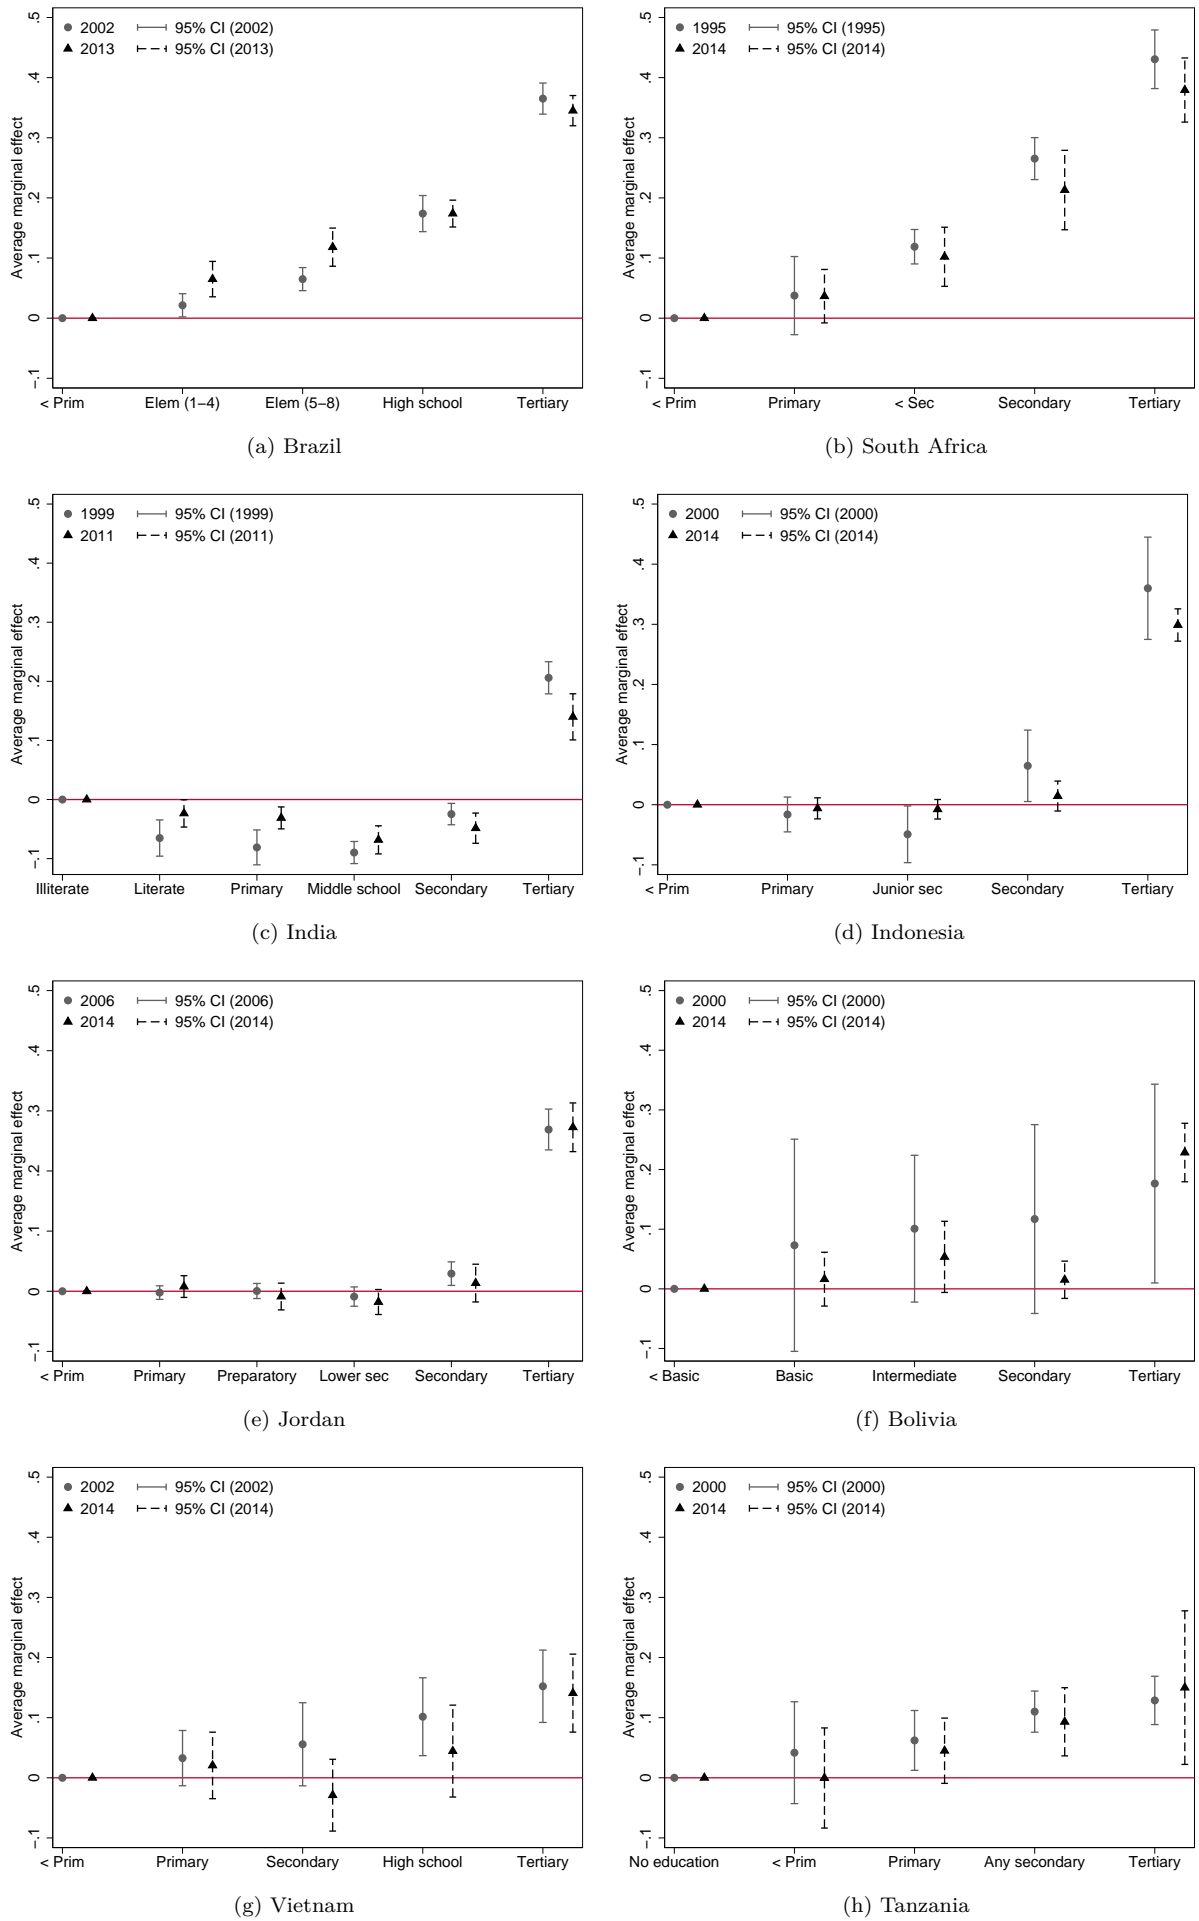 2002 95% CI (2002)
2013 95% CI (2013)
Average marginal effect
.5
.4
.3
.2
.1
0
−.1
< Prim Elem (1−4) Elem (5−8) High school Tertiary
(a) Brazil
1995 95% CI (1995)
2014 95% CI (2014)
Average marginal effect
.5
.4
.3
.2
.1
0
−.1
< Prim Primary < Sec Secondary Tertiary
(b) South Africa
1999 95% CI (1999)
2011 95% CI (2011)
Average marginal effect
.5
.4
.3
.2
.1
0
−.1
Illiterate Literate Primary Middle school Secondary Tertiary
(c) India
2000 95% CI (2000)
2014 95% CI (2014)
Average marginal effect
.5
.4
.3
.2
.1
0
−.1
< Prim Primary Junior sec Secondary Tertiary
(d) Indonesia
2006 95% CI (2006)
2014 95% CI (2014)
Average marginal effect
.5
.4
.3
.2
.1
0
−.1
< Prim Primary Preparatory Lower sec Secondary Tertiary
(e) Jordan
2000 95% CI (2000)
2014 95% CI (2014)
Average marginal effect
.5
.4
.3
.2
.1
0
−.1
< Basic Basic Intermediate Secondary Tertiary
(f) Bolivia
2002 95% CI (2002)
2014 95% CI (2014)
Average marginal effect
.5
.4
.3
.2
.1
0
−.1
< Prim Primary Secondary High school Tertiary
(g) Vietnam
2000 95% CI (2000)
2014 95% CI (2014)
Average marginal effect
.5
.4
.3
.2
.1
0
−.1
No education < Prim Primary Any secondary Tertiary
(h) Tanzania